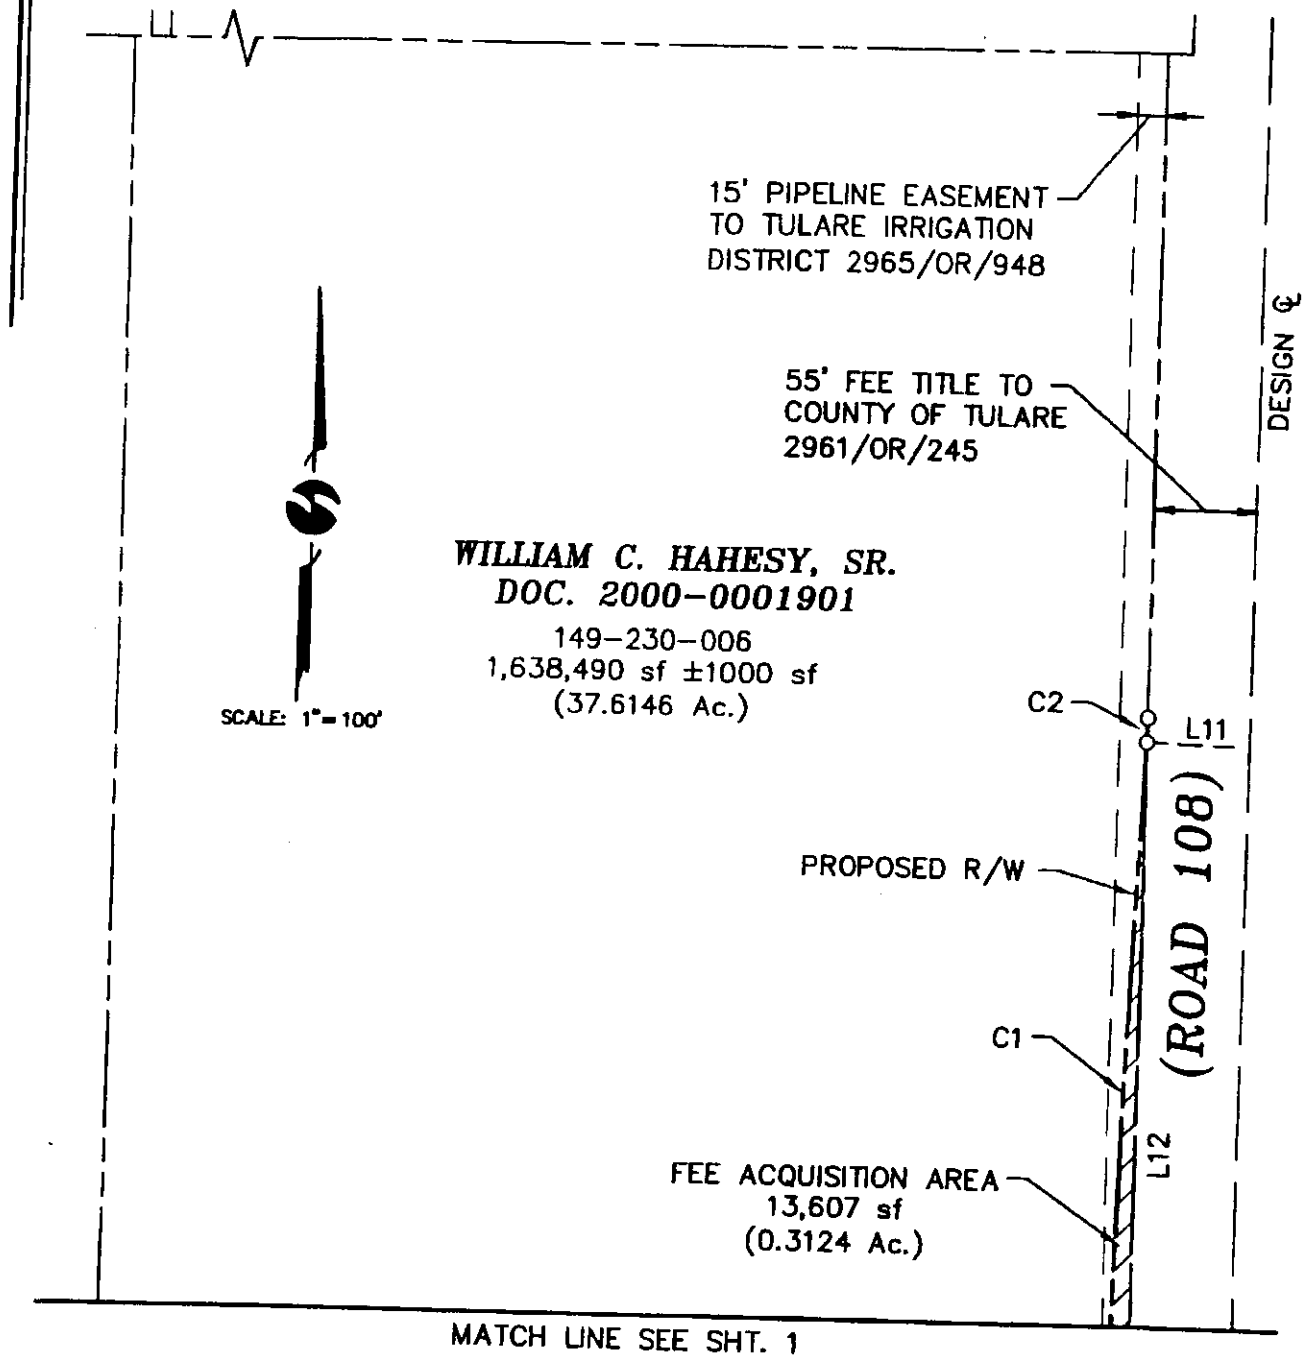 15' PIPELINE EASEMENT
TO TULARE IRRIGATION
DISTRICT 2965/OR/948
DESIGN ℄
55' FEE TITLE TO
COUNTY OF TULARE
2961/OR/245
WILLIAM C. HAHESY, SR.
DOC. 2000-0001901
149-230-006
1,638,490 sf ±1000 sf
(37.6146 Ac.)
SCALE: 1"=100'
C2
L11
(ROAD 108)
PROPOSED R/W
C1
L12
FEE ACQUISITION AREA
13,607 sf
(0.3124 Ac.)
MATCH LINE SEE SHT. 1